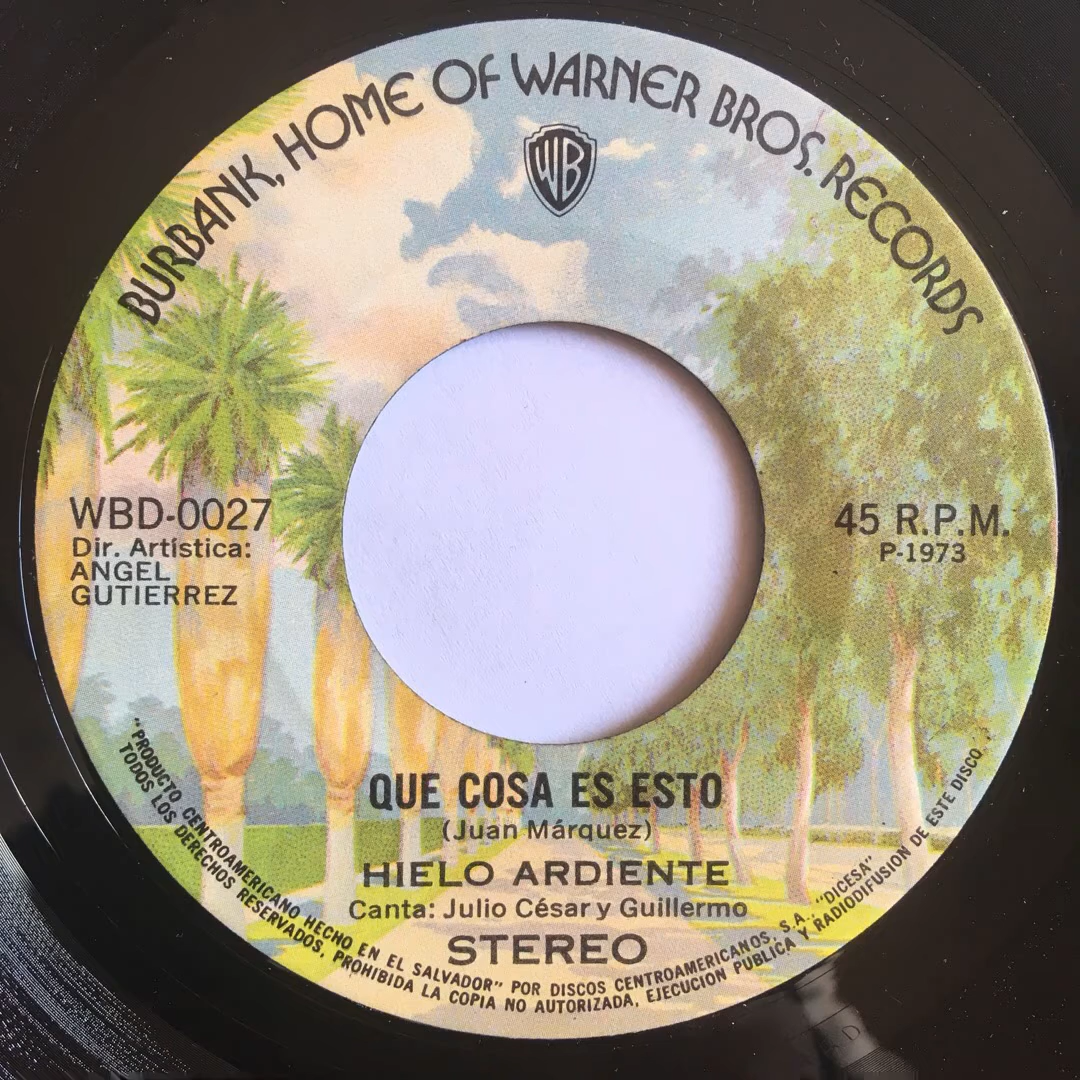 BURBANK, HOME OF WARNER BROS. RECORDS
WB
WBD-0027
Dir. Artística:
ANGEL
GUTIERREZ
45 R.P.M.
P-1973
QUE COSA ES ESTO
(Juan Márquez)
HIELO ARDIENTE
Canta: Julio César y Guillermo
STEREO
"PRODUCTO CENTROAMERICANO HECHO EN EL SALVADOR" POR DISCOS CENTROAMERICANOS, S.A., "DICESA"
TODOS LOS DERECHOS RESERVADOS, PROHIBIDA LA COPIA NO AUTORIZADA, EJECUCION PUBLICA Y RADIODIFUSION DE ESTE DISCO.